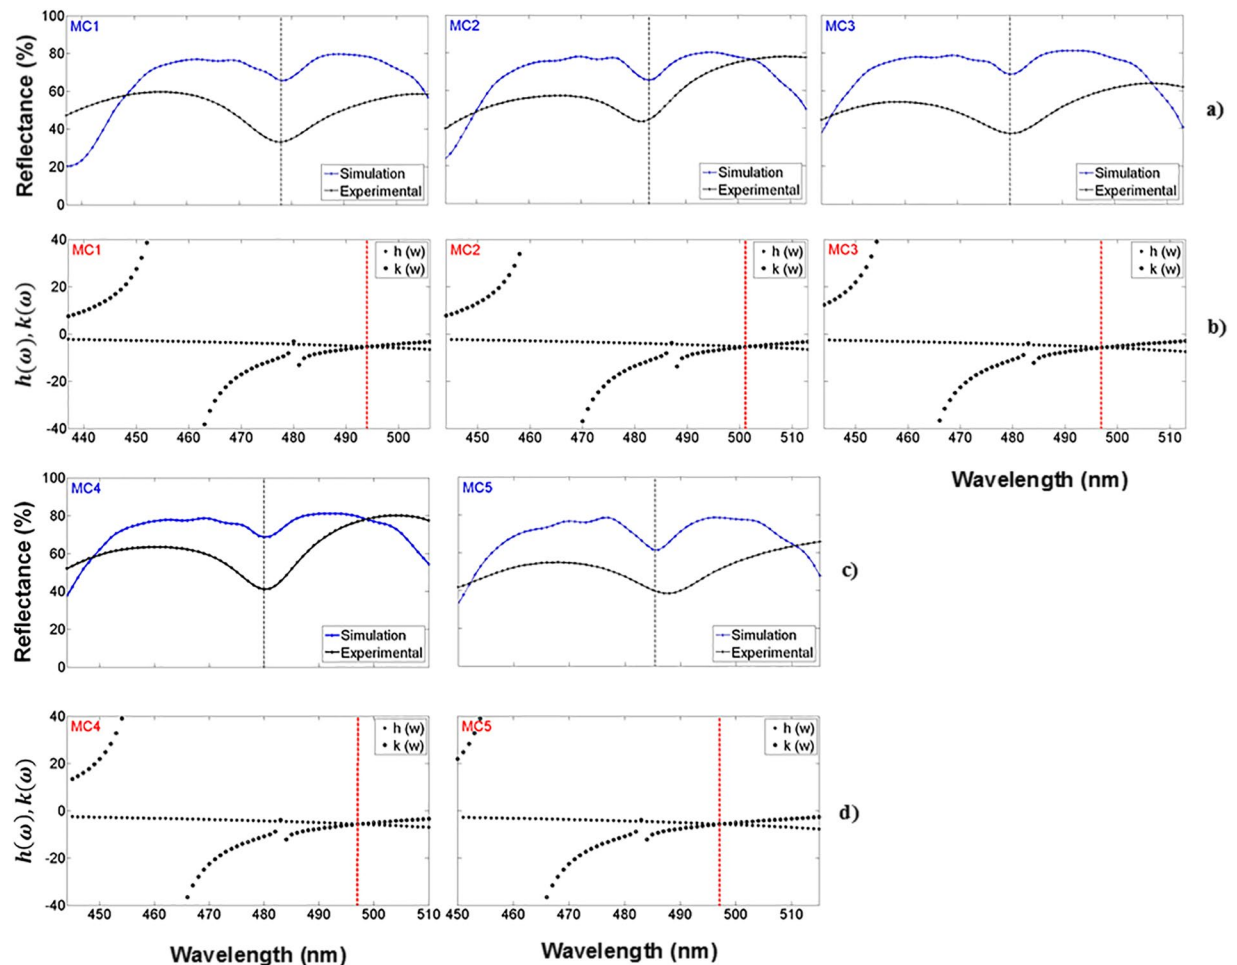 Reflectance (%)
100
80
60
40
20
0
MC1
Simulation
Experimental
MC2
Simulation
Experimental
MC3
Simulation
Experimental
a)
h(ω), k(ω)
40
20
0
-20
-40
MC1
h (w)
k (w)
440 450 460 470 480 490 500
MC2
h (w)
k (w)
450 460 470 480 490 500 510
MC3
h (w)
k (w)
450 460 470 480 490 500 510
b)
Wavelength (nm)
Reflectance (%)
100
80
60
40
20
0
MC4
Simulation
Experimental
MC5
Simulation
Experimental
c)
h(ω), k(ω)
40
20
0
-20
-40
MC4
h (w)
k (w)
450 460 470 480 490 500 510
MC5
h (w)
k (w)
450 460 470 480 490 500 510
d)
Wavelength (nm)
Wavelength (nm)